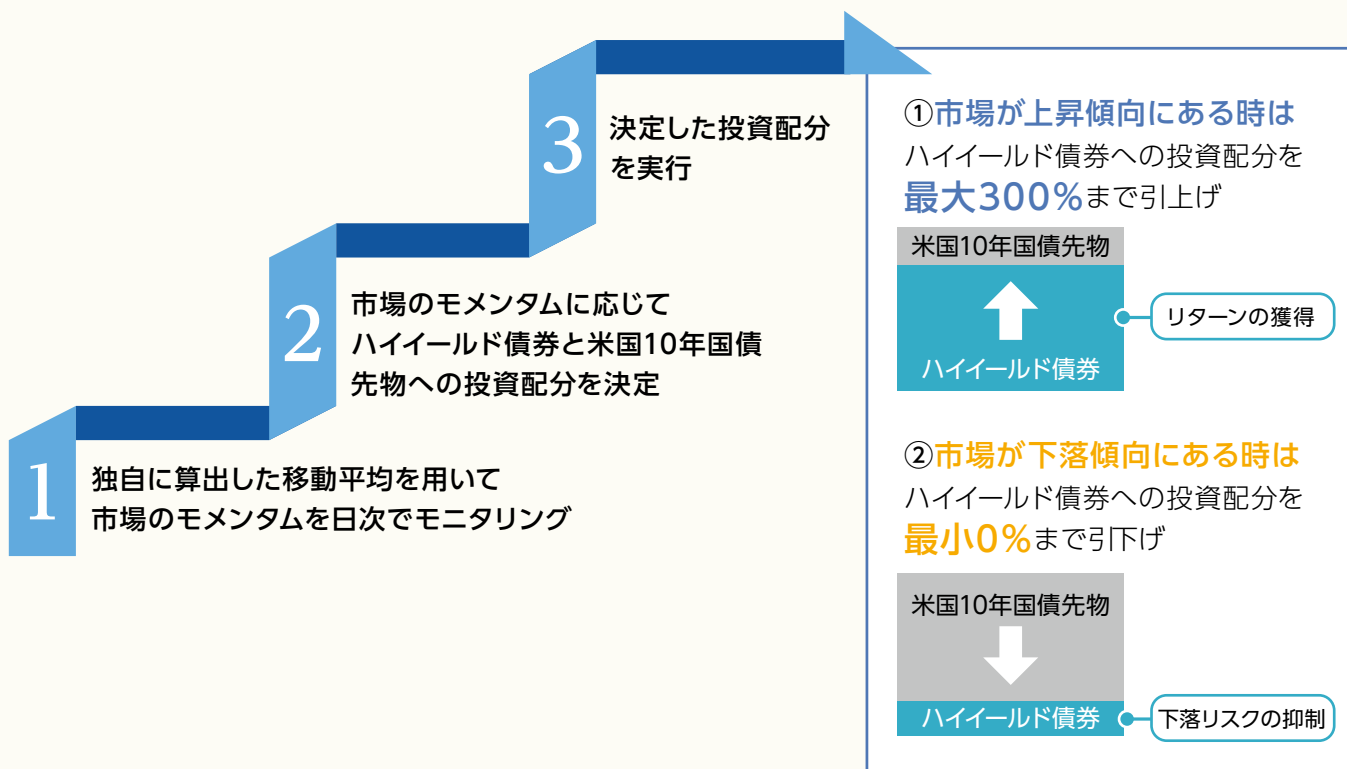 1
独自に算出した移動平均を用いて
市場のモメンタムを日次でモニタリング
2
市場のモメンタムに応じて
ハイイールド債券と米国10年国債
先物への投資配分を決定
3
決定した投資配分
を実行
①市場が上昇傾向にある時は
ハイイールド債券への投資配分を
最大300%まで引上げ
米国10年国債先物
リターンの獲得
ハイイールド債券
②市場が下落傾向にある時は
ハイイールド債券への投資配分を
最小0%まで引下げ
米国10年国債先物
ハイイールド債券
下落リスクの抑制